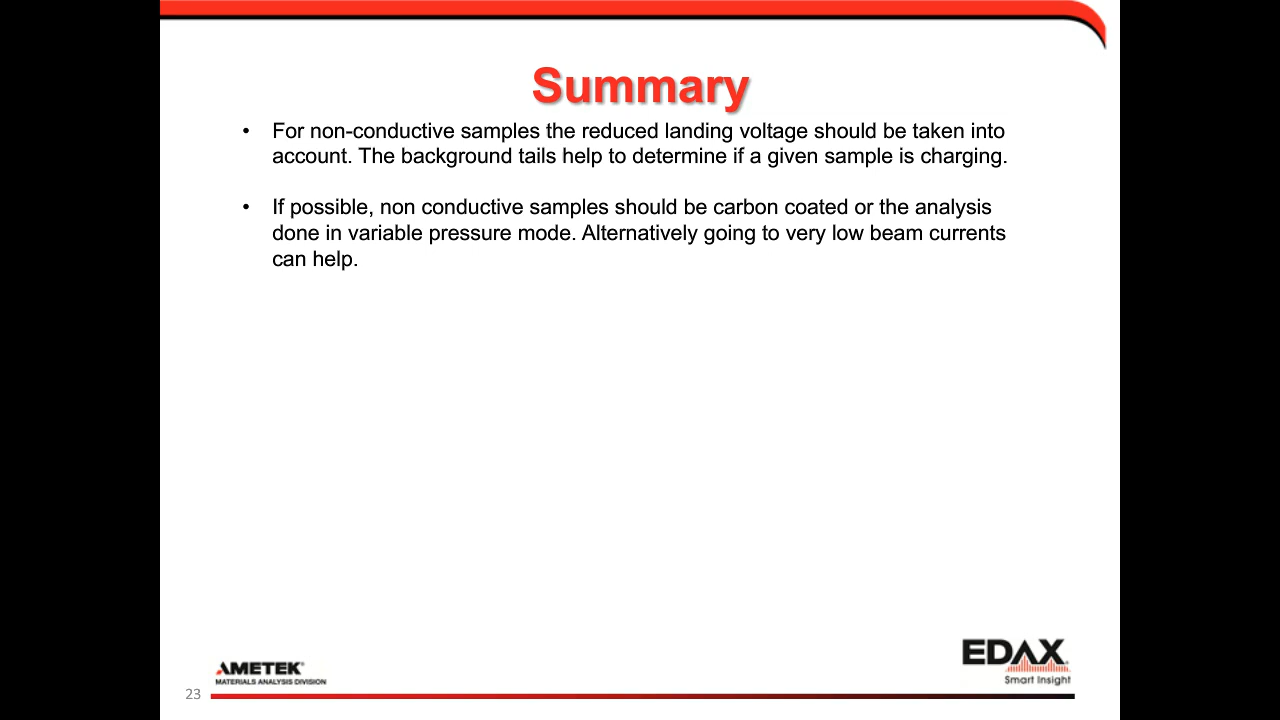 Summary
• For non-conductive samples the reduced landing voltage should be taken into
account. The background tails help to determine if a given sample is charging.
• If possible, non conductive samples should be carbon coated or the analysis
done in variable pressure mode. Alternatively going to very low beam currents
can help.
AMETEK®
MATERIALS ANALYSIS DIVISION
EDAX
Smart Insight
23